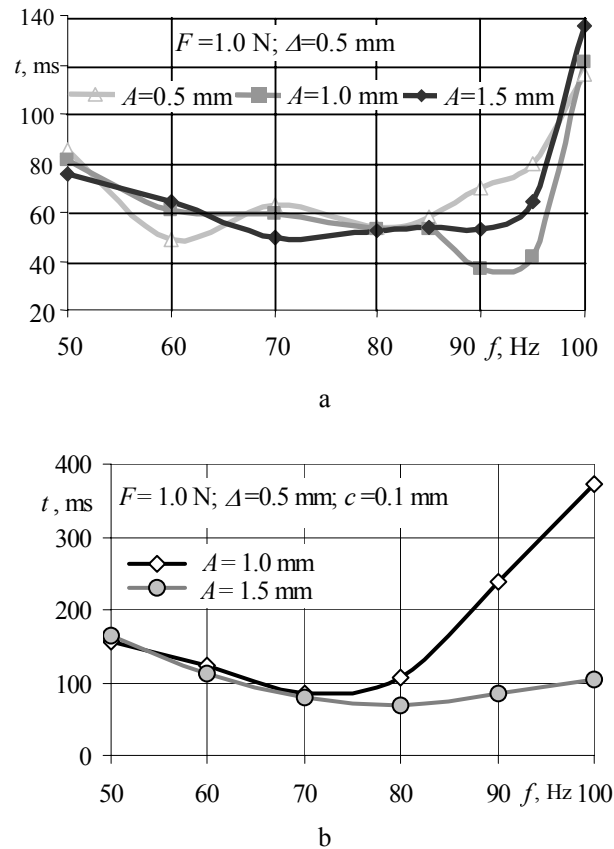 140
F =1.0 N; Δ=0.5 mm
t, ms
A=0.5 mm A=1.0 mm A=1.5 mm
100
80
60
40
20
50 60 70 80 90 f, Hz 100
a
400
t , ms
F = 1.0 N; Δ=0.5 mm; c =0.1 mm
300
A = 1.0 mm
A = 1.5 mm
200
100
0
50 60 70 80 90 f, Hz 100
b